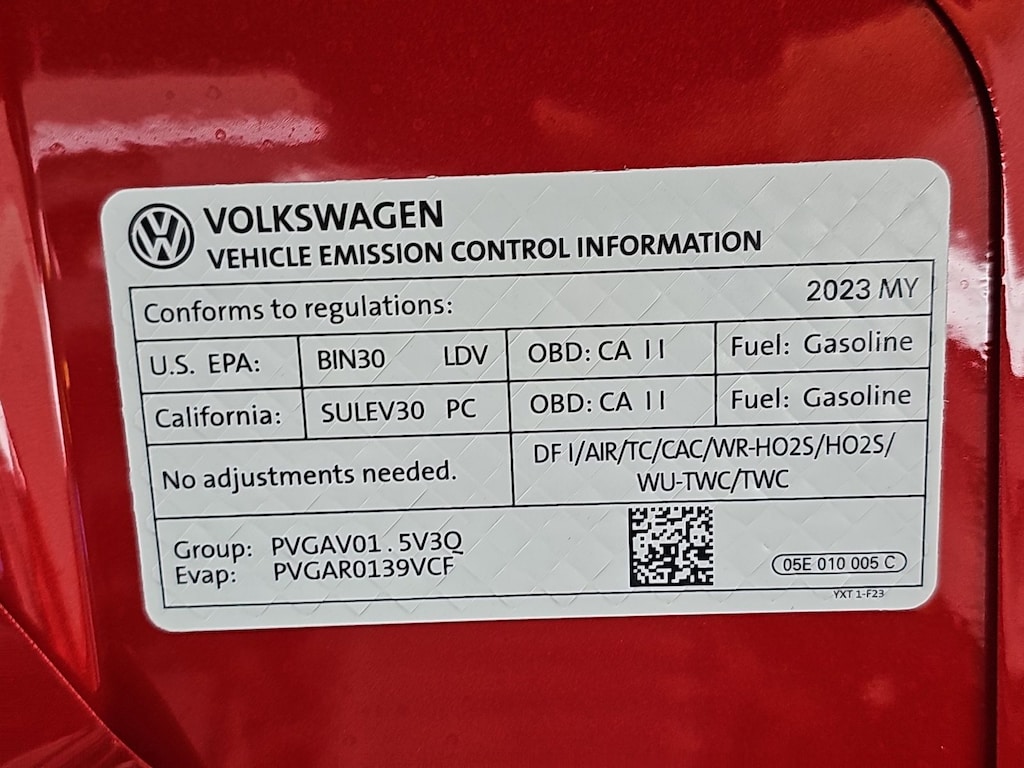 VOLKSWAGEN
VEHICLE EMISSION CONTROL INFORMATION
Conforms to regulations: 2023 MY
U.S. EPA: BIN30 LDV OBD: CA II Fuel: Gasoline
California: SULEV30 PC OBD: CA II Fuel: Gasoline
No adjustments needed.
DFI/AIR/TC/CAC/WR-HO2S/HO2S/
WU-TWC/TWC
Group: PVGAV01.5V3Q
Evap: PVGAR0139VCF
05E 010 005 C
YXT 1-F23